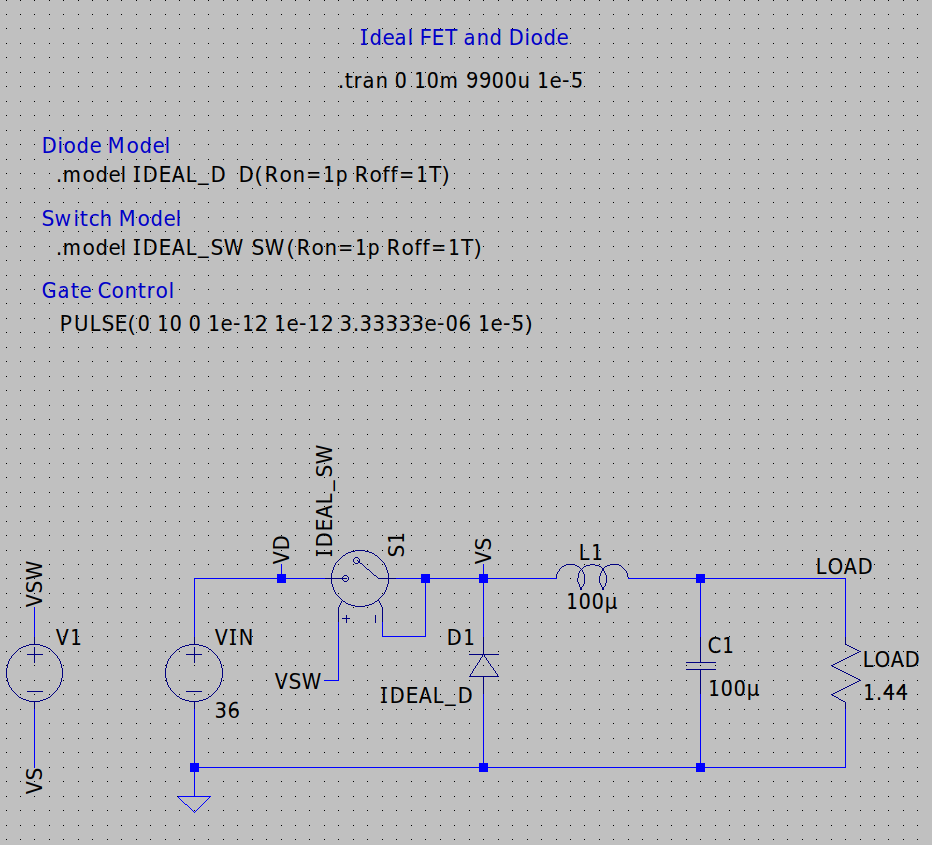 Ideal FET and Diode
.tran 0 10m 9900u 1e-5
Diode Model
.model IDEAL_D D(Ron=1p Roff=1T)
Switch Model
.model IDEAL_SW SW(Ron=1p Roff=1T)
Gate Control
PULSE(0 10 0 1e-12 1e-12 3.33333e-06 1e-5)
IDEAL_SW
VD
S1
VS
L1
100µ
LOAD
VSW
V1
VIN
36
VSW
D1
IDEAL_D
C1
100µ
LOAD
1.44
VS